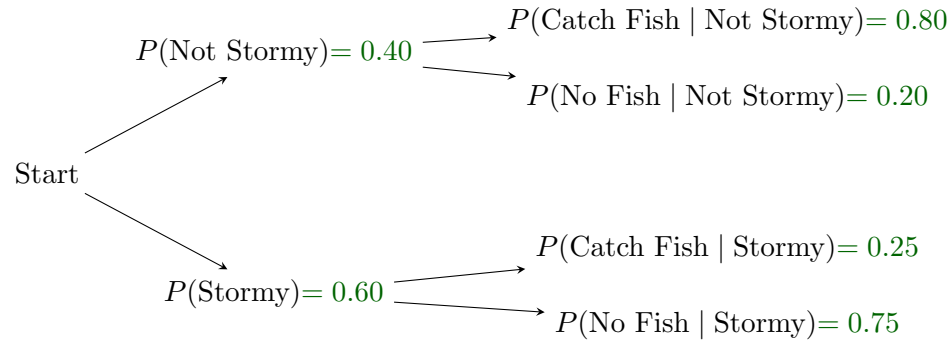 P(Catch Fish | Not Stormy)= 0.80
P(Not Stormy)= 0.40
P(No Fish | Not Stormy)= 0.20
Start
P(Catch Fish | Stormy)= 0.25
P(Stormy)= 0.60
P(No Fish | Stormy)= 0.75